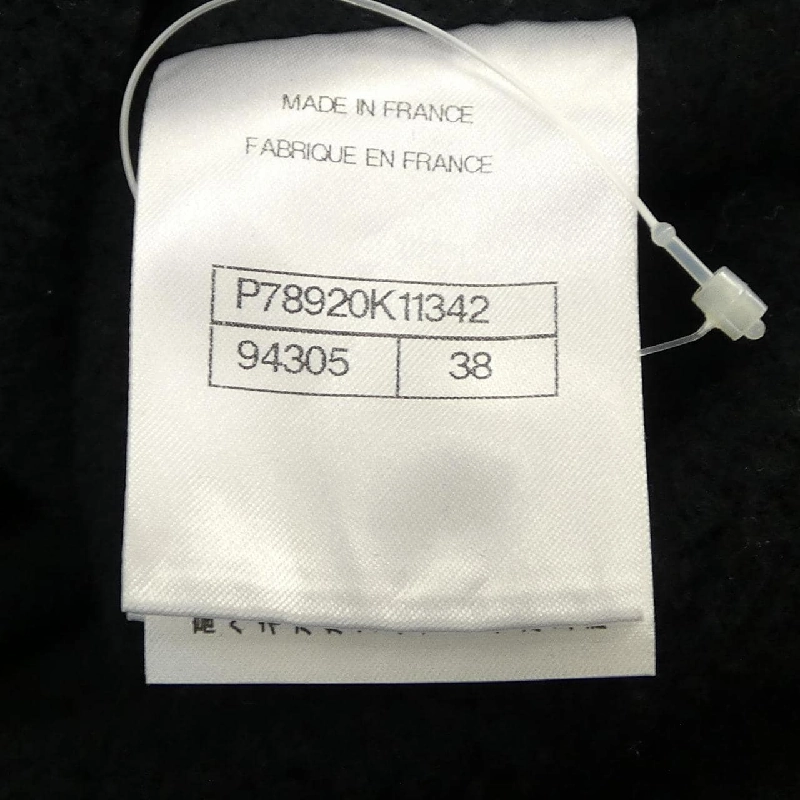 MADE IN FRANCE
FABRIQUE EN FRANCE
P78920K11342
94305 38